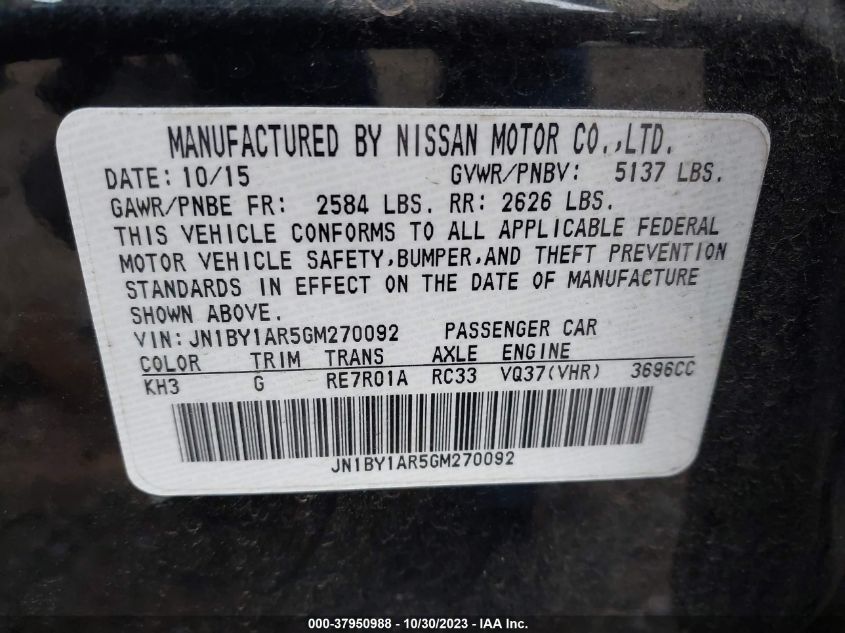 MANUFACTURED BY NISSAN MOTOR CO.,LTD.
DATE: 10/15 GVWR/PNBV: 5137 LBS.
GAWR/PNBE FR: 2584 LBS. RR: 2626 LBS.
THIS VEHICLE CONFORMS TO ALL APPLICABLE FEDERAL
MOTOR VEHICLE SAFETY,BUMPER,AND THEFT PREVENTION
STANDARDS IN EFFECT ON THE DATE OF MANUFACTURE
SHOWN ABOVE.
VIN: JN1BY1AR5GM270092 PASSENGER CAR
COLOR TRIM TRANS AXLE ENGINE
KH3 G RE7R01A RC33 VQ37(VHR) 3696CC
JN1BY1AR5GM270092
000-37950988 - 10/30/2023 - IAA Inc.